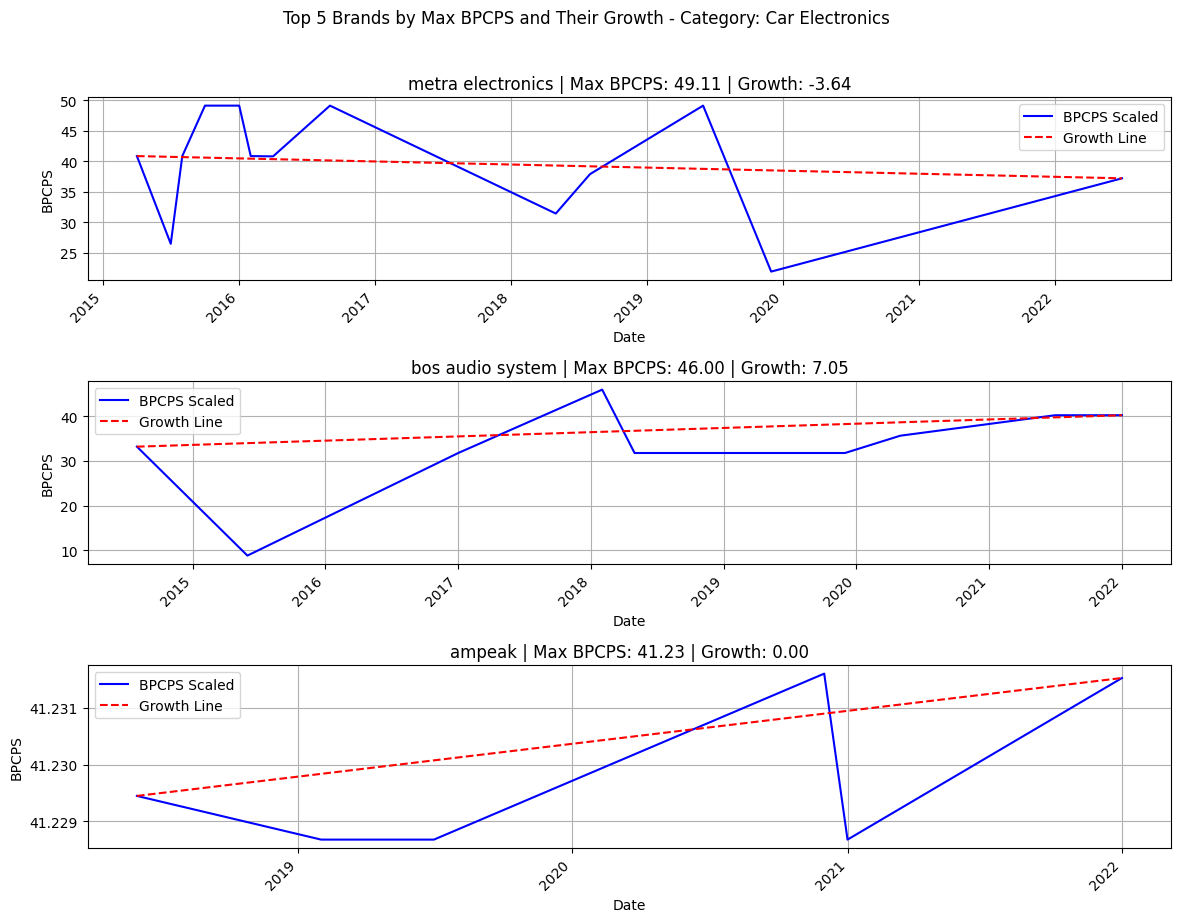 Top 5 Brands by Max BPCPS and Their Growth - Category: Car Electronics
metra electronics | Max BPCPS: 49.11 | Growth: -3.64
50
45
40
35
30
25
BPCPS
BPCPS Scaled
Growth Line
2015
2016
2017
2018
2019
2020
2021
2022
Date
bos audio system | Max BPCPS: 46.00 | Growth: 7.05
40
30
20
10
BPCPS
BPCPS Scaled
Growth Line
2015
2016
2017
2018
2019
2020
2021
2022
Date
ampeak | Max BPCPS: 41.23 | Growth: 0.00
41.231
41.230
41.229
BPCPS
BPCPS Scaled
Growth Line
2019
2020
2021
2022
Date